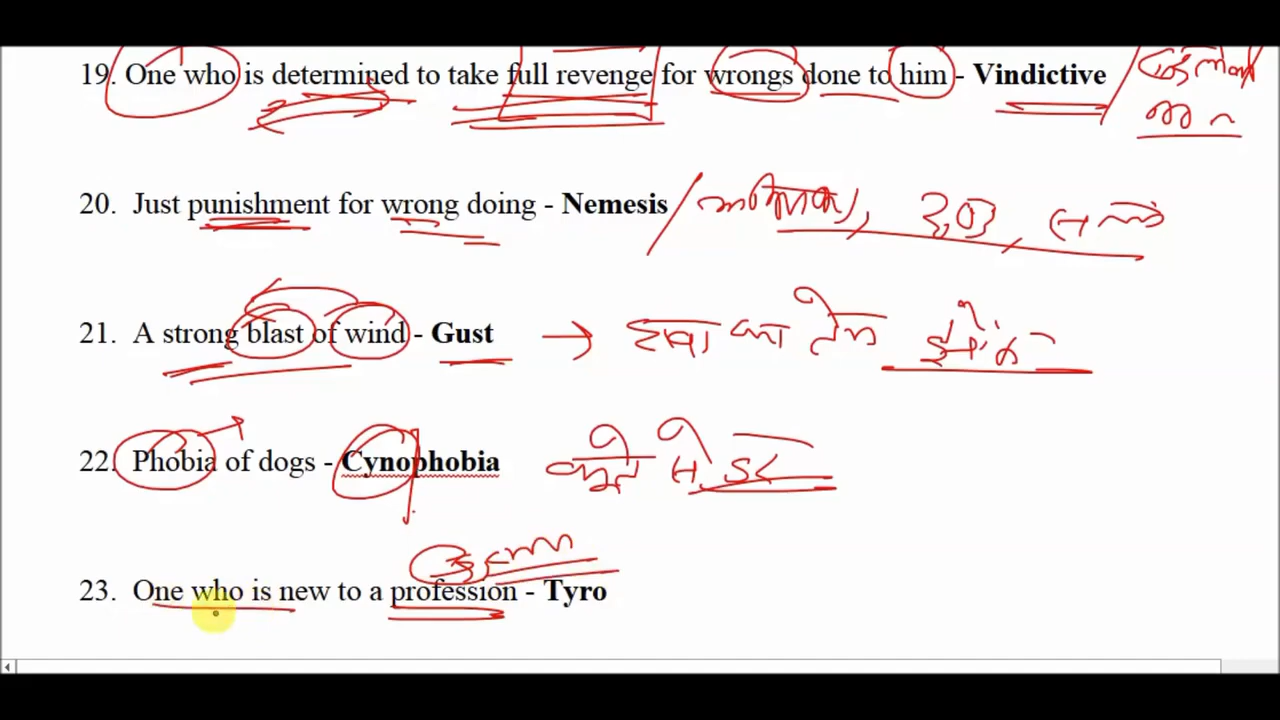 19. One who is determined to take full revenge for wrongs done to him - Vindictive
20. Just punishment for wrong doing - Nemesis
21. A strong blast of wind - Gust → हवा का तेज
22. Phobia of dogs - Cynophobia कुत्ते से डर
23. One who is new to a profession - Tyro